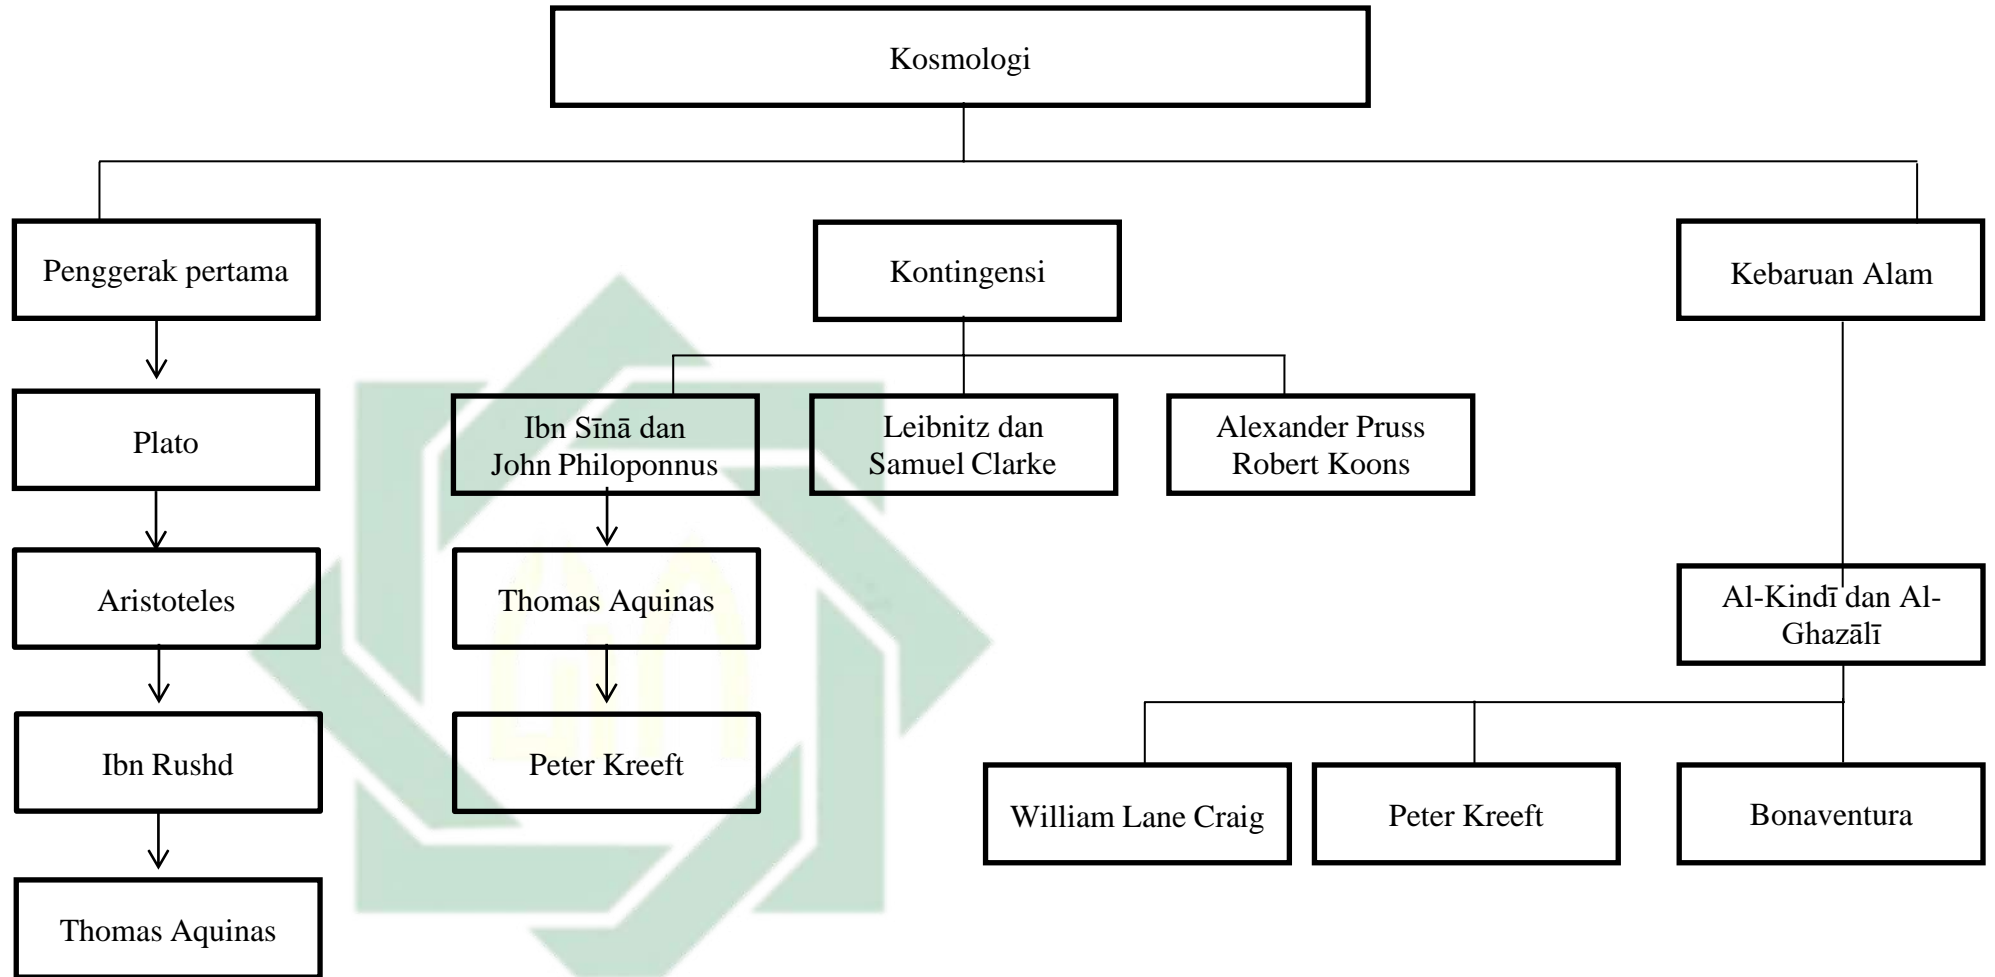 Kosmologi
Penggerak pertama
Kontingensi
Kebaruan Alam
Plato
Ibn Sīnā dan
John Philoponnus
Leibnitz dan
Samuel Clarke
Alexander Pruss
Robert Koons
Aristoteles
Thomas Aquinas
Al-Kindī dan Al-
Ghazālī
Ibn Rushd
Peter Kreeft
William Lane Craig
Peter Kreeft
Bonaventura
Thomas Aquinas